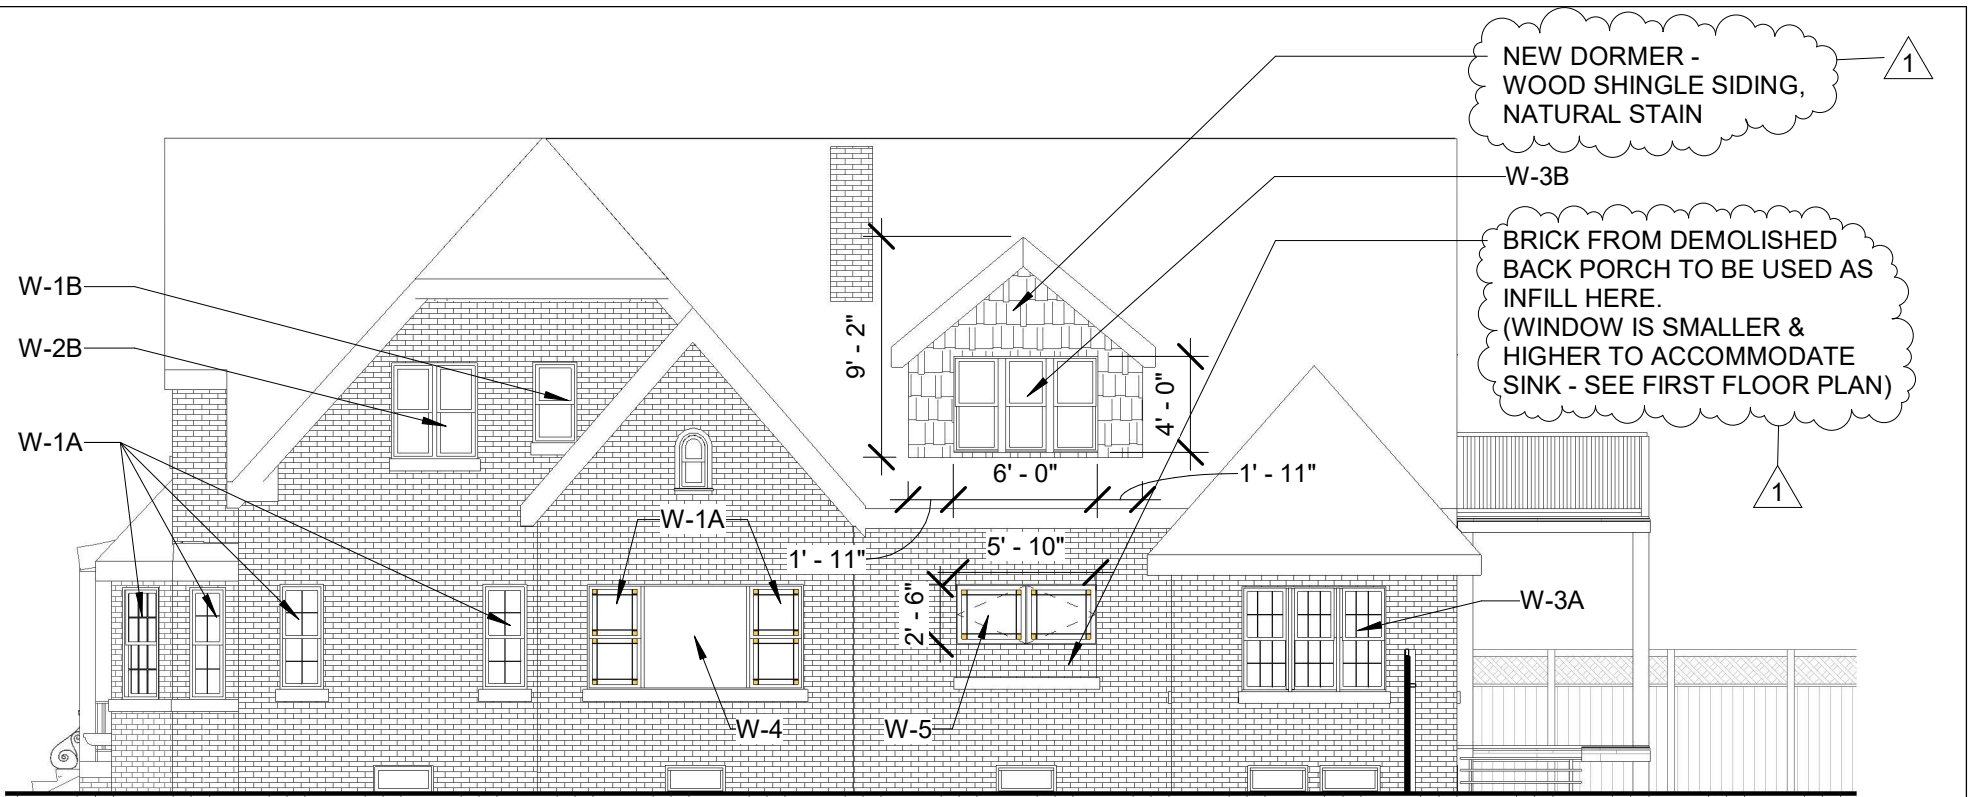 NEW DORMER -
WOOD SHINGLE SIDING,
NATURAL STAIN
1
W-3B
BRICK FROM DEMOLISHED
BACK PORCH TO BE USED AS
INFILL HERE.
(WINDOW IS SMALLER &
HIGHER TO ACCOMMODATE
SINK - SEE FIRST FLOOR PLAN)
1
W-1B
W-2B
W-1A
9' - 2"
4' - 0"
6' - 0"
1' - 11"
W-1A
1' - 11"
5' - 10"
2' - 6"
W-3A
W-4
W-5